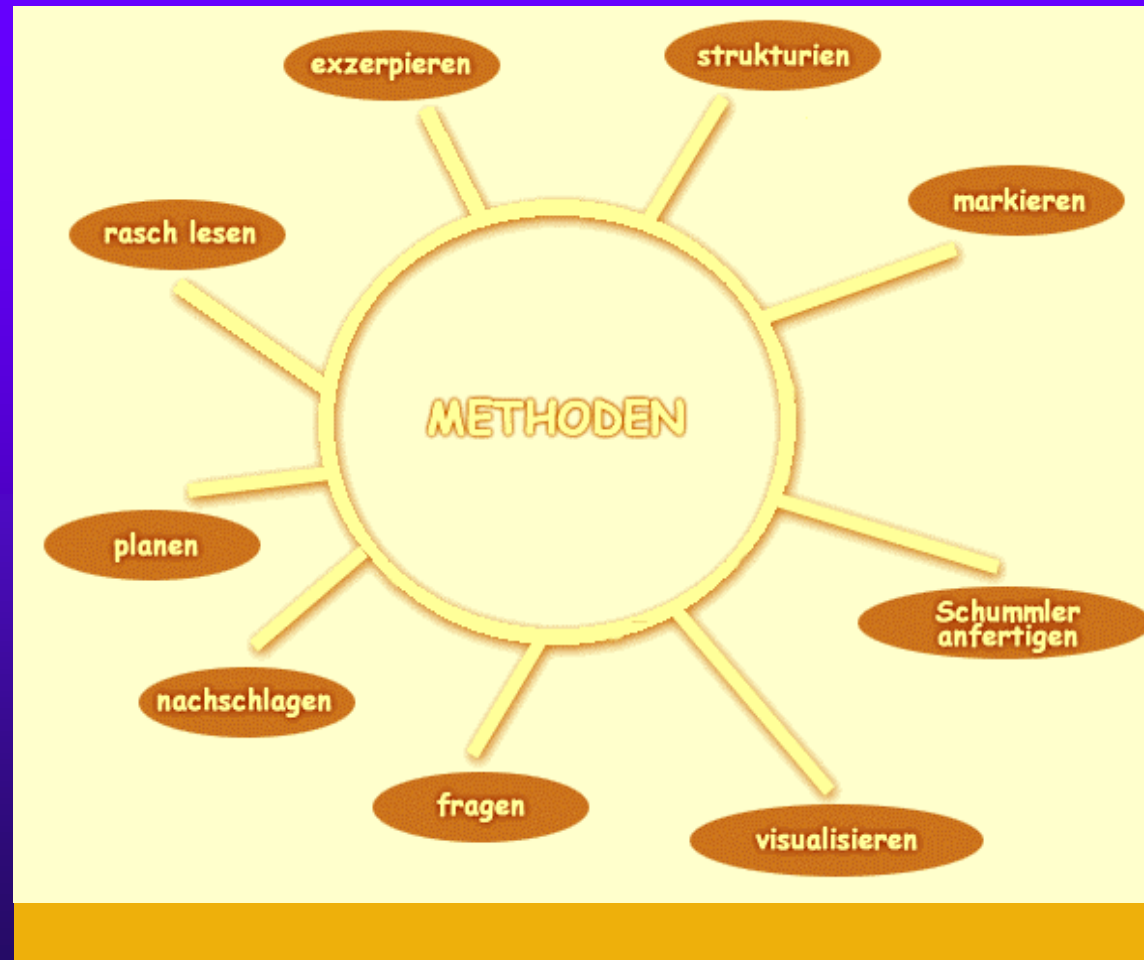 exzerpieren
strukturien
markieren
rasch lesen
METHODEN
planen
Schummler
anfertigen
nachschlagen
fragen
visualisieren